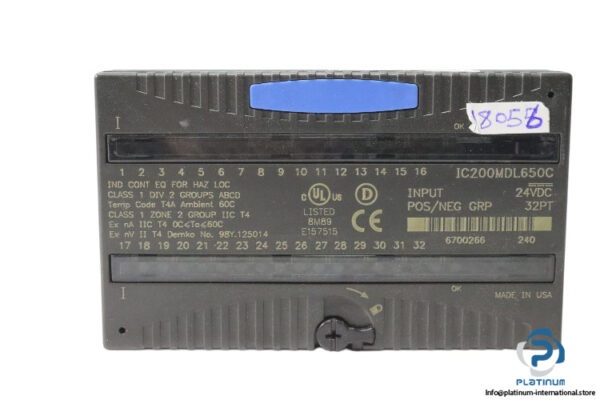 I
OK
18058
1 2 3 4 5 6 7 8 9 10 11 12 13 14 15 16
IC200MDL650C
IND CONT EQ FOR HAZ LOC
CLASS 1 DIV 2 GROUPS ABCD
Temp Code T4A Ambient 60C
CLASS 1 ZONE 2 GROUP IIC T4
Ex nA IIC T4 0C≤Ta≤60C
Ex nV II T4 Demko No. 98Y.125014
C UL US
LISTED
8M89
E157515
D
CE
INPUT 24VDC
POS/NEG GRP 32PT
6700266 240
17 18 19 20 21 22 23 24 25 26 27 28 29 30 31 32
I
OK
MADE IN USA
PLATINUM
Info@platinum-international.store